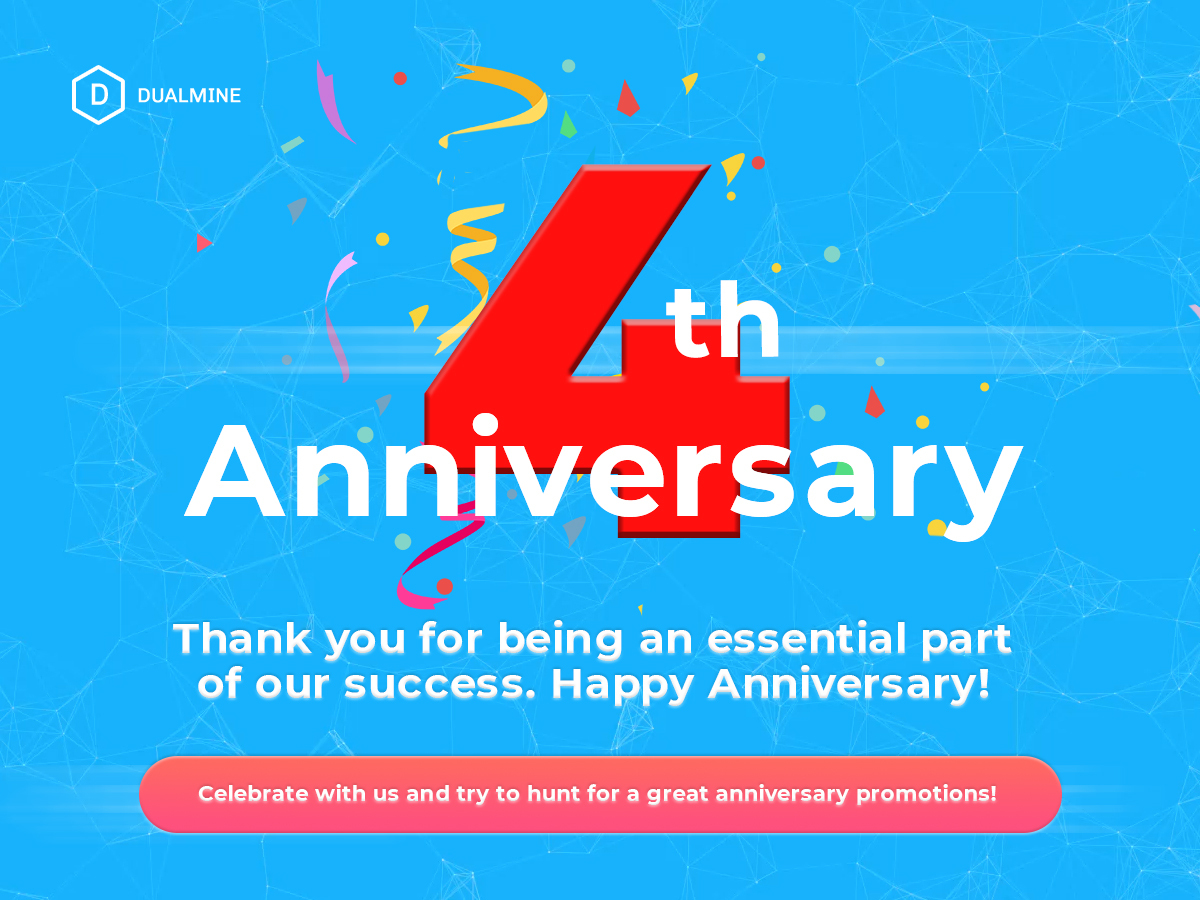 D DUALMINE
4th
Anniversary
Thank you for being an essential part
of our success. Happy Anniversary!
Celebrate with us and try to hunt for a great anniversary promotions!